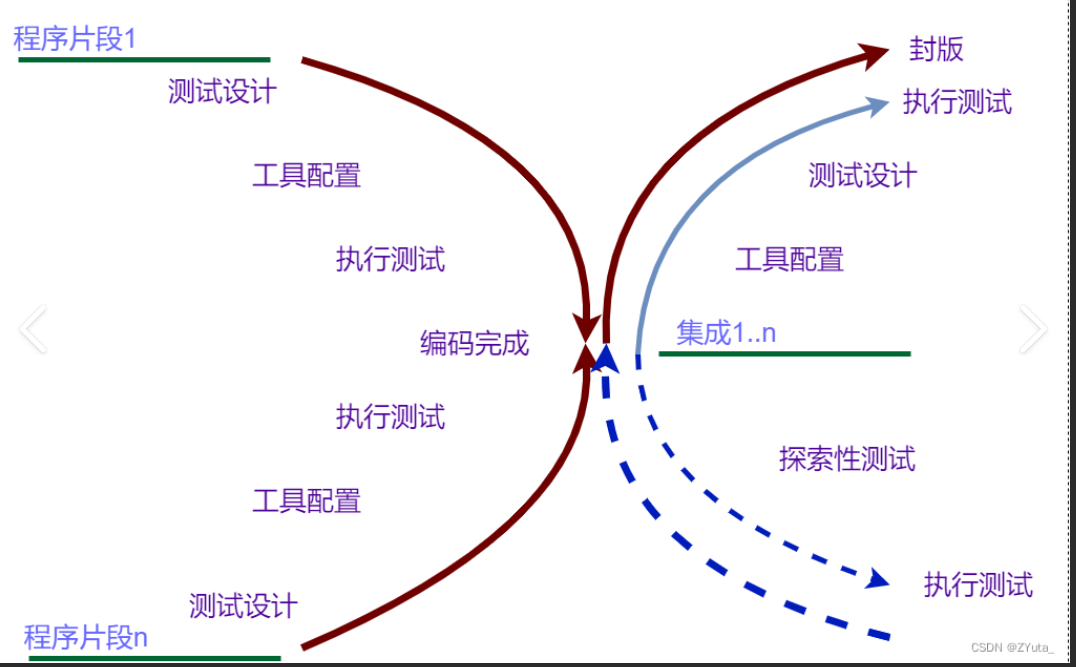 程序片段1
封版
测试设计
执行测试
工具配置
测试设计
执行测试
工具配置
编码完成
集成1..n
执行测试
探索性测试
工具配置
执行测试
测试设计
程序片段n
CSDN @ZYuta_